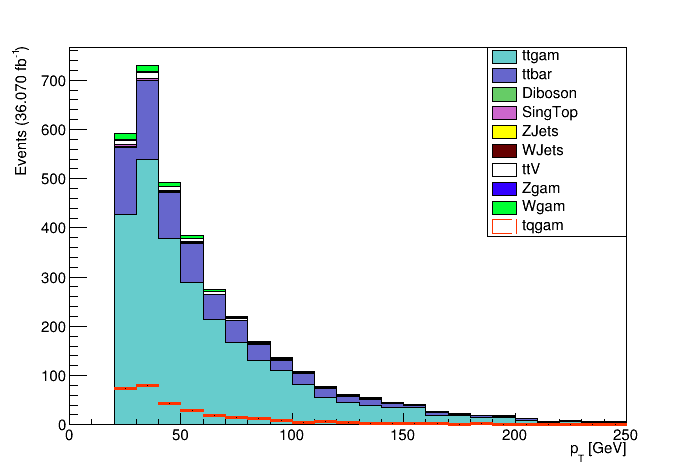 Events (36.070 fb⁻¹)
700
600
500
400
300
200
100
0
ttgam
ttbar
Diboson
SingTop
ZJets
WJets
ttV
Zgam
Wgam
tqgam
0 50 100 150 200 250
p_T [GeV]